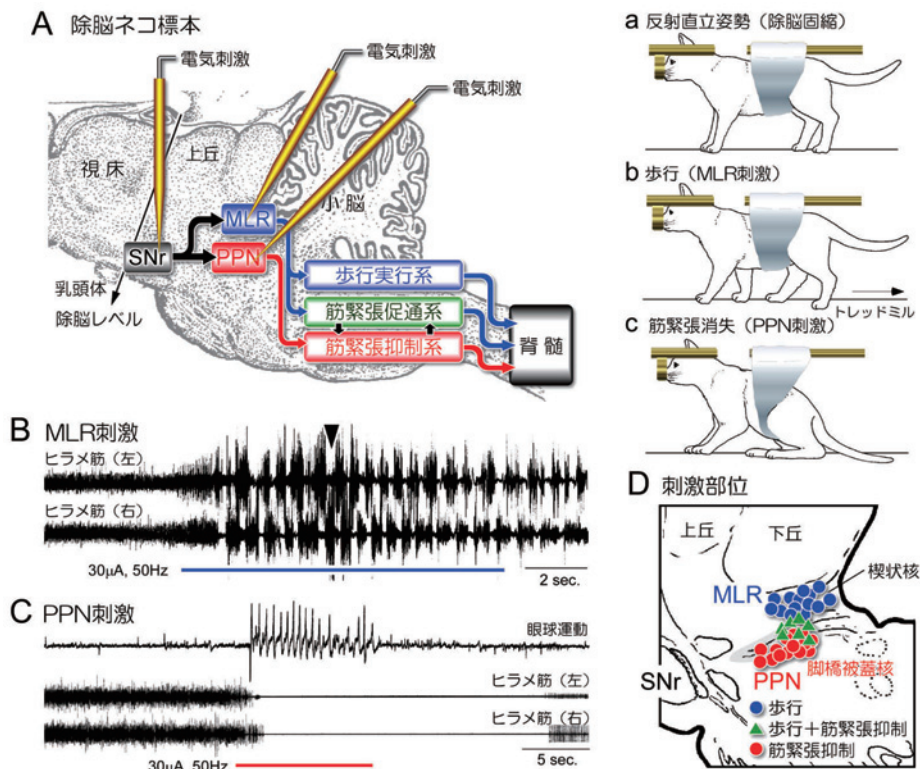 A 除脳ネコ標本
電気刺激
電気刺激
電気刺激
視床
上丘
小脳
MLR
SNr
PPN
乳頭体
除脳レベル
歩行実行系
筋緊張促通系
筋緊張抑制系
脊髄
a 反射直立姿勢（除脳固縮）
b 歩行（MLR刺激）
トレッドミル
c 筋緊張消失（PPN刺激）
B MLR刺激
ヒラメ筋（左）
ヒラメ筋（右）
30μA, 50Hz
2 sec.
C PPN刺激
眼球運動
ヒラメ筋（左）
ヒラメ筋（右）
30μA, 50Hz
5 sec.
D 刺激部位
上丘
下丘
楔状核
MLR
SNr
PPN
脚橋被蓋核
歩行
歩行＋筋緊張抑制
筋緊張抑制